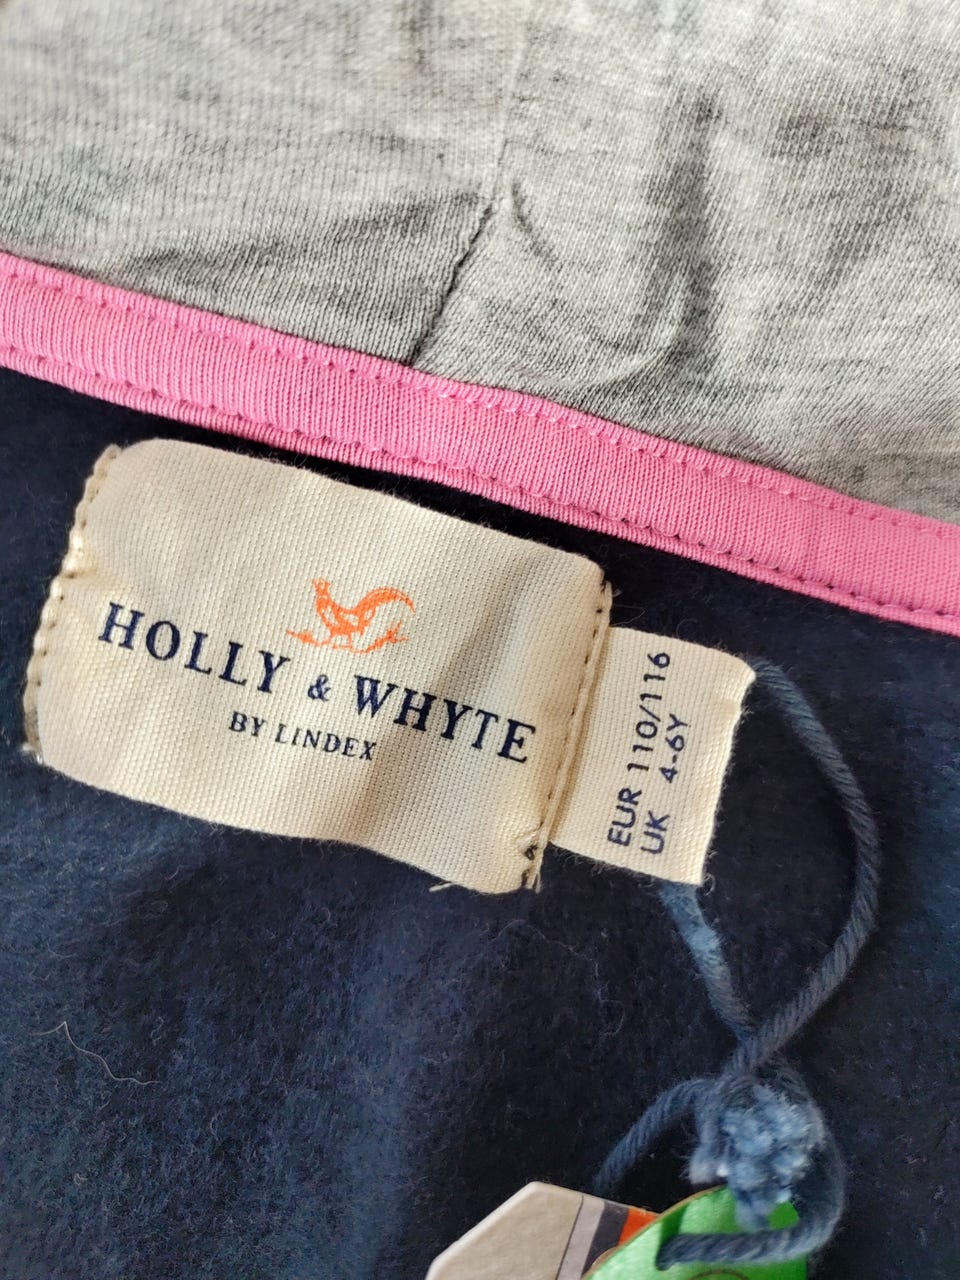 HOLLY & WHYTE
BY LINDEX
EUR 110/116
UK 4-6Y